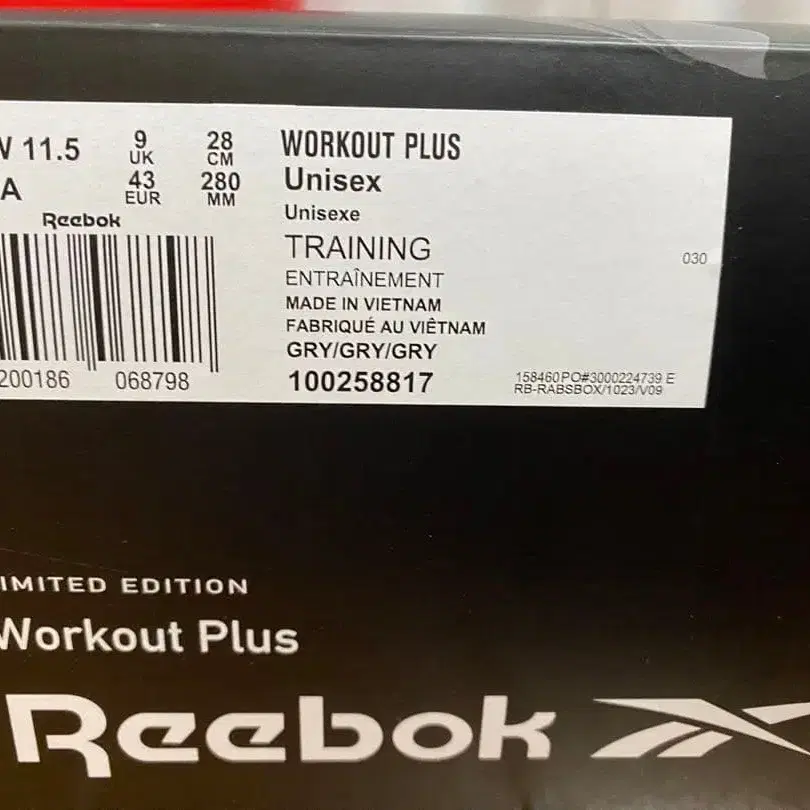 W 11.5 9 UK 28 CM
A 43 EUR 280 MM
Reebok
200186 068798
WORKOUT PLUS
Unisex
Unisexe
TRAINING
ENTRAÎNEMENT
MADE IN VIETNAM
FABRIQUÉ AU VIÊTNAM
GRY/GRY/GRY
100258817
030
158460PO#3000224739 E
RB-RABSBOX/1023/V09
IMITED EDITION
Workout Plus
Reebok